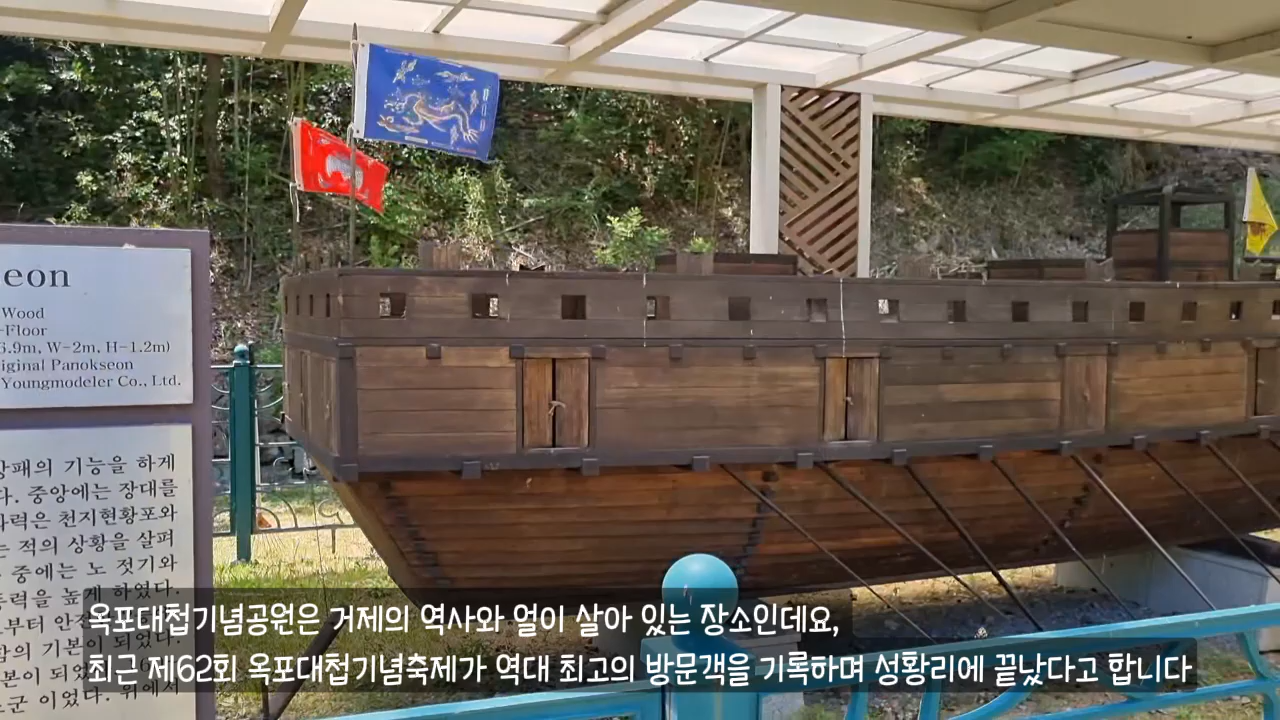 eon
Wood
-Floor
6.9m, W-2m, H-1.2m)
iginal Panokseon
Youngmodeler Co., Ltd.
방패의 기능을 하게
다. 중앙에는 장대를
화력은 천지현황포와
는 적의 상황을 살펴
중에는 노 젓기와
동력을 높게 하였다.
부터 안전
함의 기본이 되었다.
본이 되었
군 이었다. 위에서
옥포대첩기념공원은 거제의 역사와 얼이 살아 있는 장소인데요,
최근 제62회 옥포대첩기념축제가 역대 최고의 방문객을 기록하며 성황리에 끝났다고 합니다